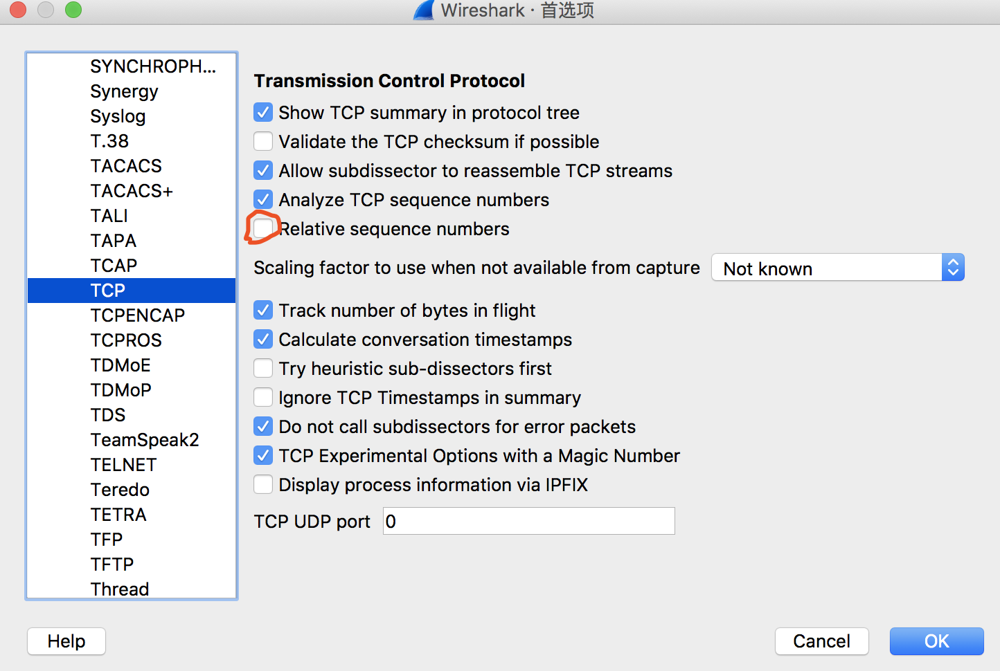 Wireshark · 首选项
SYNCHROPH...
Synergy
Syslog
T.38
TACACS
TACACS+
TALI
TAPA
TCAP
TCP
TCPENCAP
TCPROS
TDMoE
TDMoP
TDS
TeamSpeak2
TELNET
Teredo
TETRA
TFP
TFTP
Thread
Transmission Control Protocol
Show TCP summary in protocol tree
Validate the TCP checksum if possible
Allow subdissector to reassemble TCP streams
Analyze TCP sequence numbers
Relative sequence numbers
Scaling factor to use when not available from capture Not known
Track number of bytes in flight
Calculate conversation timestamps
Try heuristic sub-dissectors first
Ignore TCP Timestamps in summary
Do not call subdissectors for error packets
TCP Experimental Options with a Magic Number
Display process information via IPFIX
TCP UDP port 0
Help Cancel OK